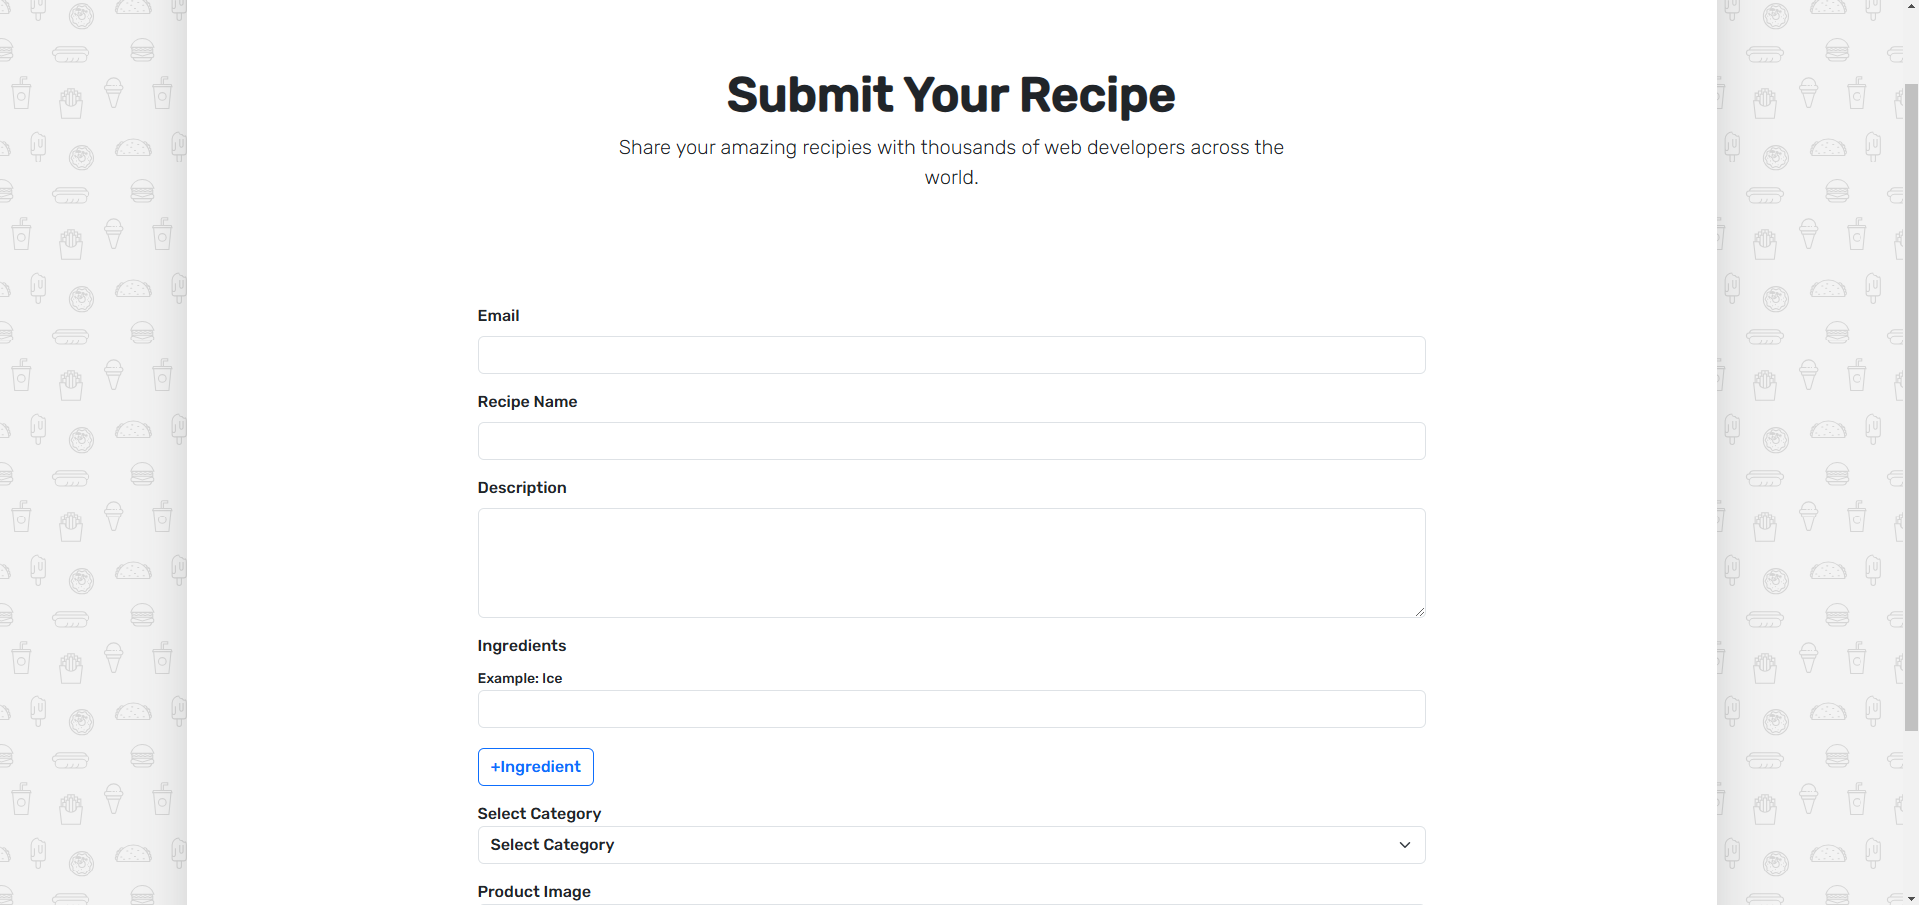 Submit Your Recipe
Share your amazing recipies with thousands of web developers across the
world.
Email
Recipe Name
Description
Ingredients
Example: Ice
+Ingredient
Select Category
Select Category
Product Image